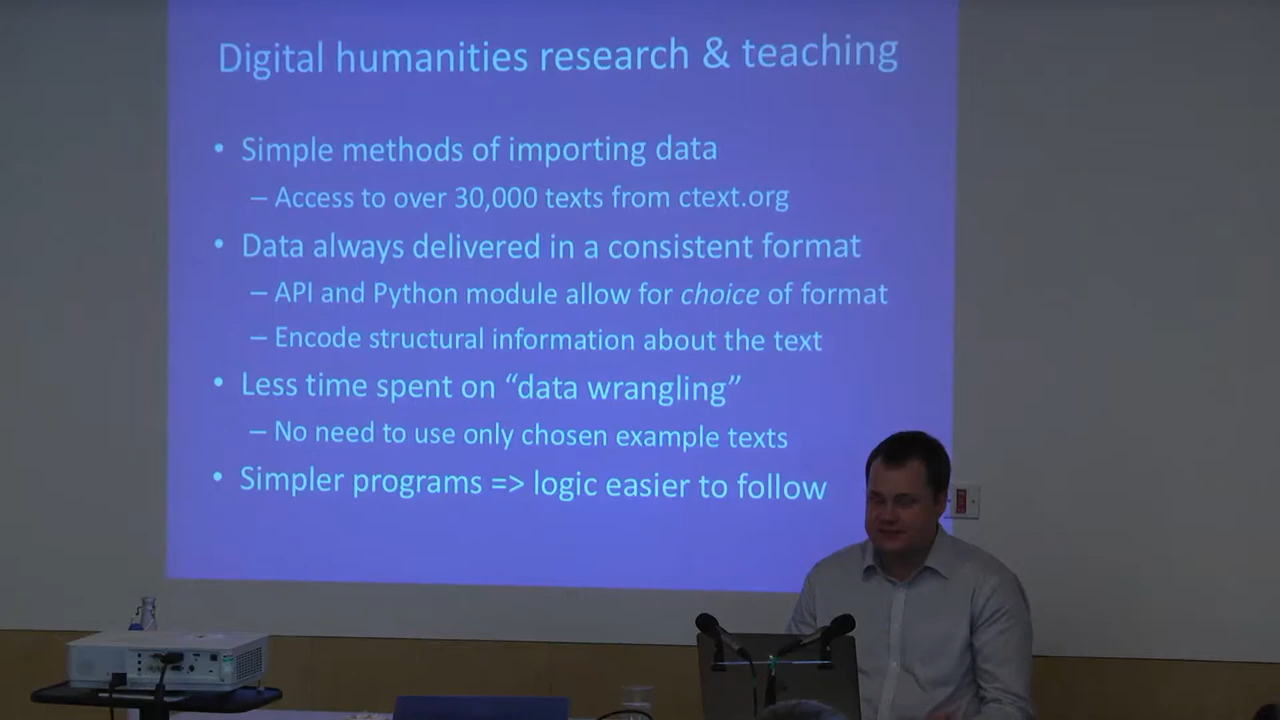 Digital humanities research & teaching
• Simple methods of importing data
– Access to over 30,000 texts from ctext.org
• Data always delivered in a consistent format
– API and Python module allow for choice of format
– Encode structural information about the text
• Less time spent on “data wrangling”
– No need to use only chosen example texts
• Simpler programs => logic easier to follow